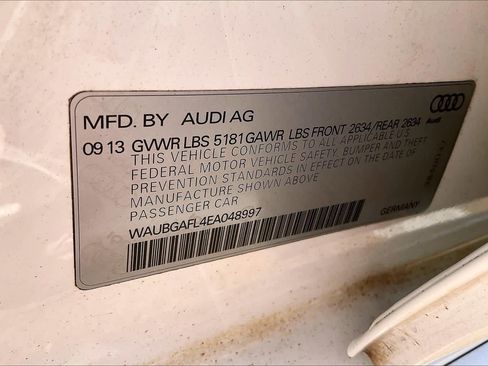 MFD. BY AUDI AG
Audi
09 13 GVWR LBS 5181 GAWR LBS FRONT 2634/REAR 2634
THIS VEHICLE CONFORMS TO ALL APPLICABLE U.S.
FEDERAL MOTOR VEHICLE SAFETY, BUMPER AND THEFT
PREVENTION STANDARDS IN EFFECT ON THE DATE OF
MANUFACTURE SHOWN ABOVE
PASSENGER CAR
WAUBGAFL4EA048997
GERMANY